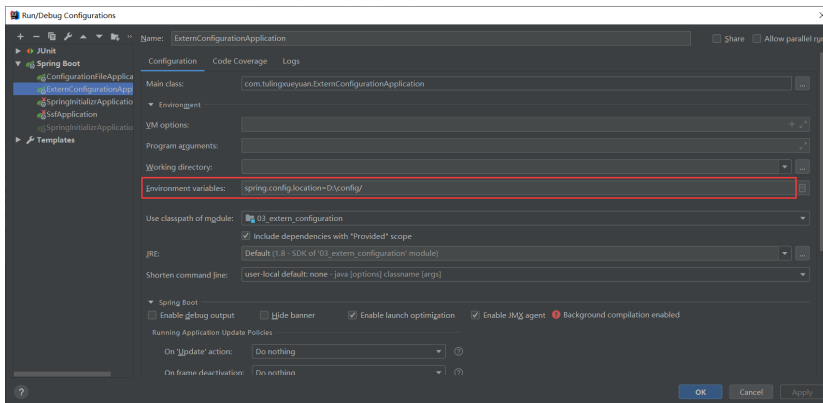 Run/Debug Configurations
Name: ExternConfigurationApplication
Share
Allow parallel ru
JUnit
Spring Boot
ConfigurationFileApplica
ExternConfigurationAppl
SpringInitializrApplicatio
SsfApplication
SpringInitializrApplicatio
Templates
Configuration Code Coverage Logs
Main class: com.tulingxueyuan.ExternConfigurationApplication
Environment
VM options:
Program arguments:
Working directory:
Environment variables: spring.config.location=D:\config/
Use classpath of module: 03_extern_configuration
Include dependencies with "Provided" scope
JRE: Default (1.8 - SDK of '03_extern_configuration' module)
Shorten command line: user-local default: none - java [options] classname [args]
Spring Boot
Enable debug output Hide banner Enable launch optimization Enable JMX agent Background compilation enabled
Running Application Update Policies
On 'Update' action: Do nothing
On frame deactivation: Do nothing
? OK Cancel Apply